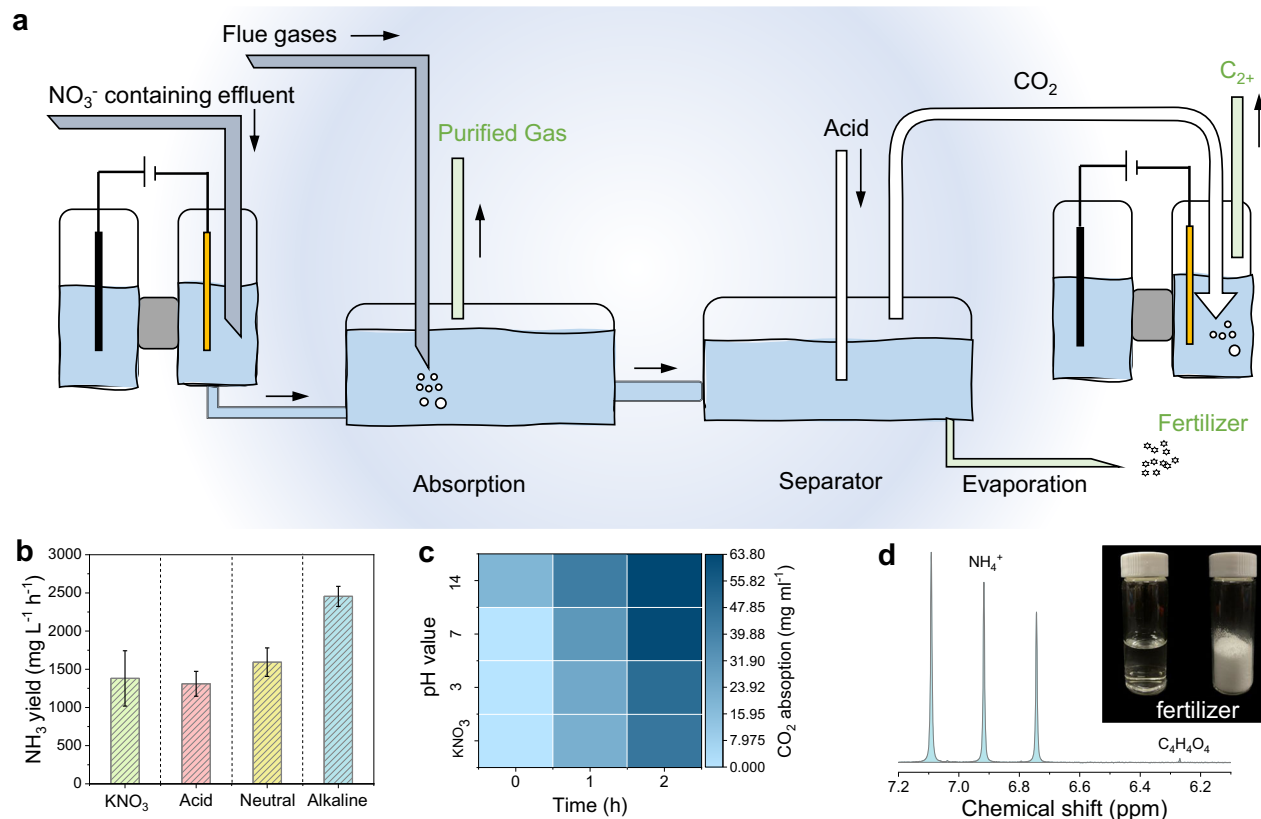 a
Flue gases
NO₃⁻ containing effluent
Purified Gas
Acid
CO₂
C₂₊
Absorption
Separator
Evaporation
Fertilizer
b
NH₃ yield (mg L⁻¹ h⁻¹)
3000
2500
2000
1500
1000
500
0
KNO₃
Acid
Neutral
Alkaline
c
pH value
14
7
3
KNO₃
0
1
2
Time (h)
63.80
55.82
47.85
39.88
31.90
23.92
15.95
7.975
0.000
CO₂ absoption (mg ml⁻¹)
d
NH₄⁺
fertilizer
C₄H₄O₄
7.2
7.0
6.8
6.6
6.4
6.2
Chemical shift (ppm)